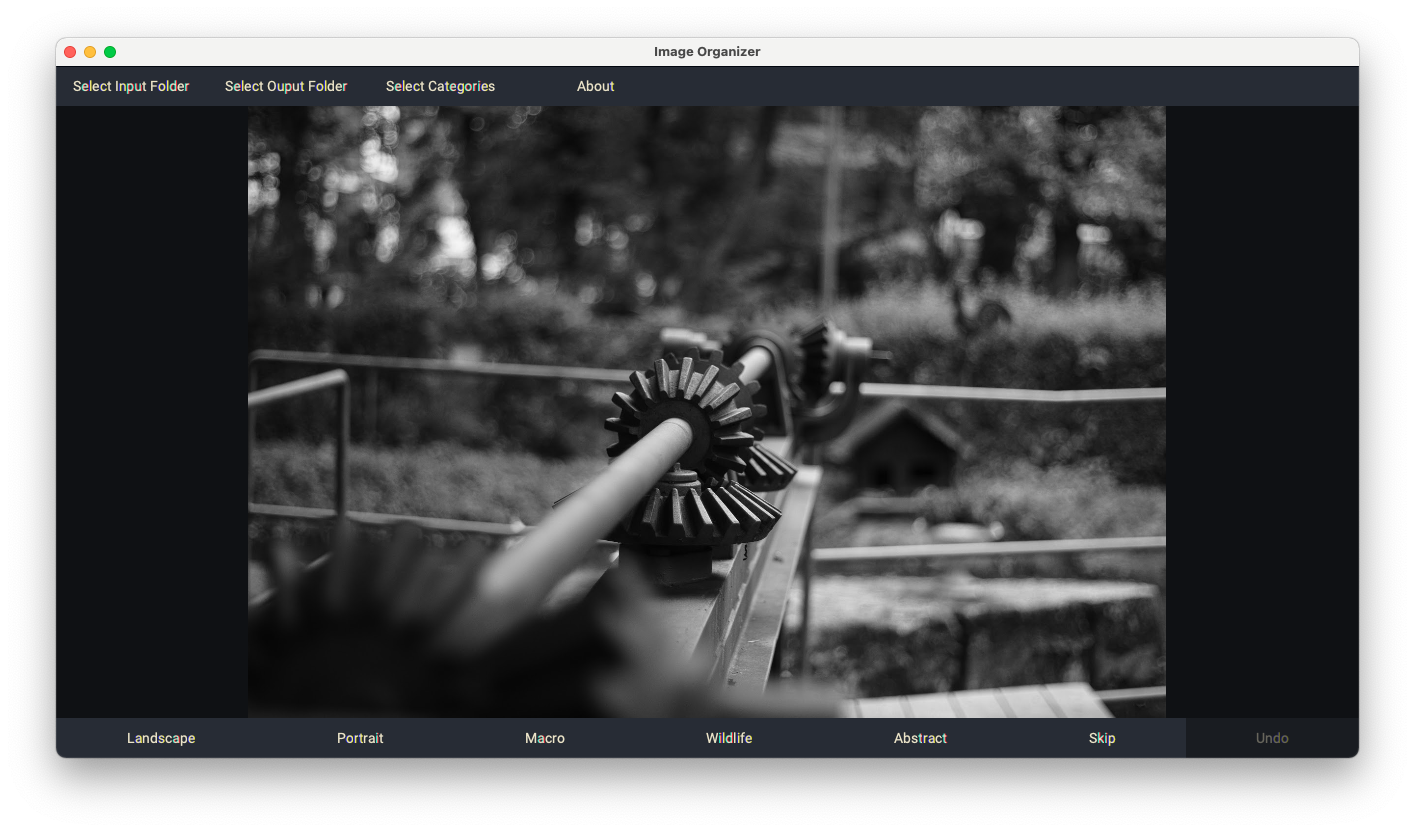 Image Organizer
Select Input Folder Select Ouput Folder Select Categories About
Landscape Portrait Macro Wildlife Abstract Skip Undo